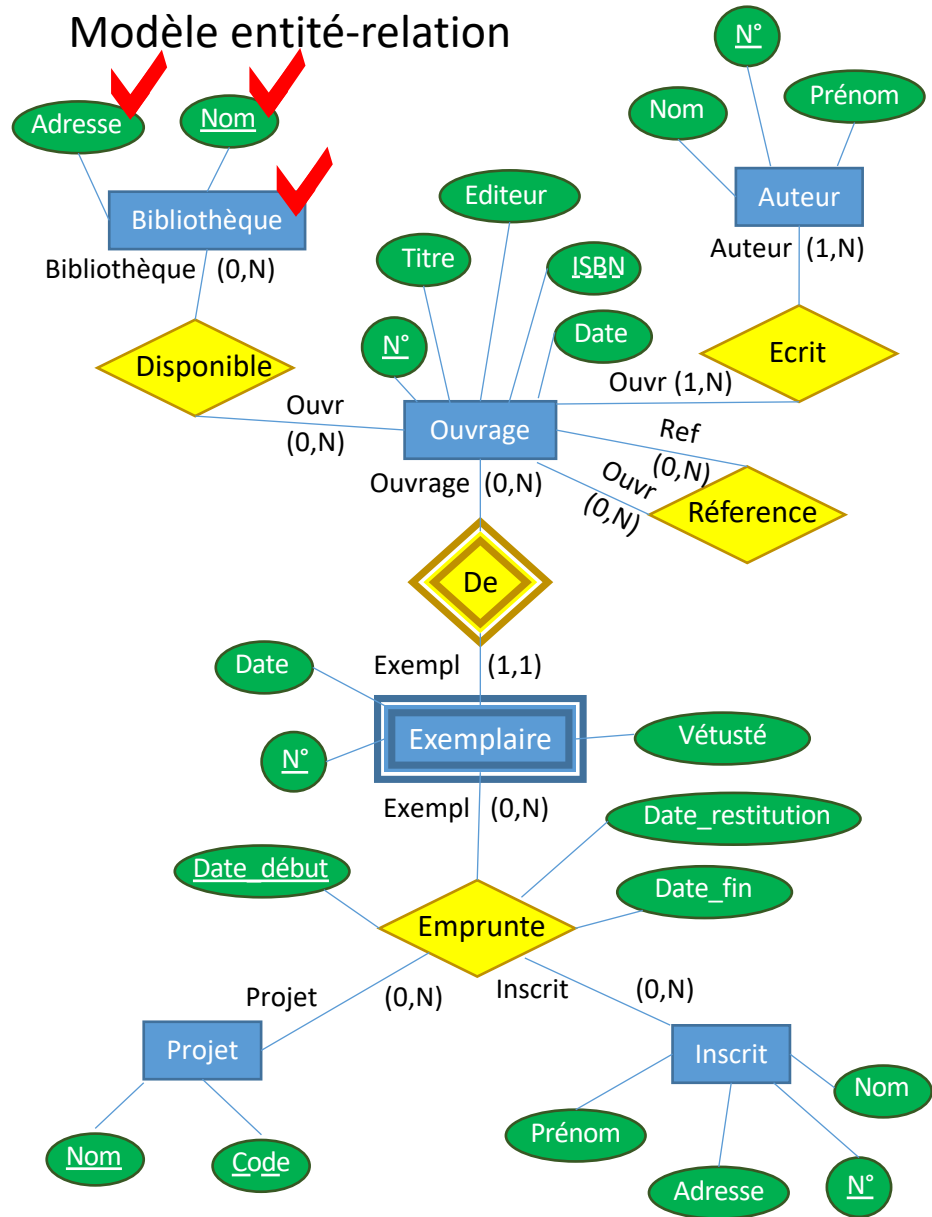 Modèle entité-relation
N°
Adresse
Nom
Nom
Prénom
Bibliothèque
Editeur
Auteur
Bibliothèque (0,N)
Titre
ISBN
Auteur (1,N)
Disponible
N°
Date
Ecrit
Ouvr (1,N)
Ouvr
(0,N)
Ouvrage
Ref
(0,N)
Ouvrage (0,N)
Ouvr
(0,N)
Réference
De
Date
Exempl (1,1)
N°
Exemplaire
Vétusté
Exempl (0,N)
Date_restitution
Date_début
Date_fin
Emprunte
Projet (0,N)
Inscrit (0,N)
Projet
Inscrit
Nom
Prénom
Nom
Code
Adresse
N°